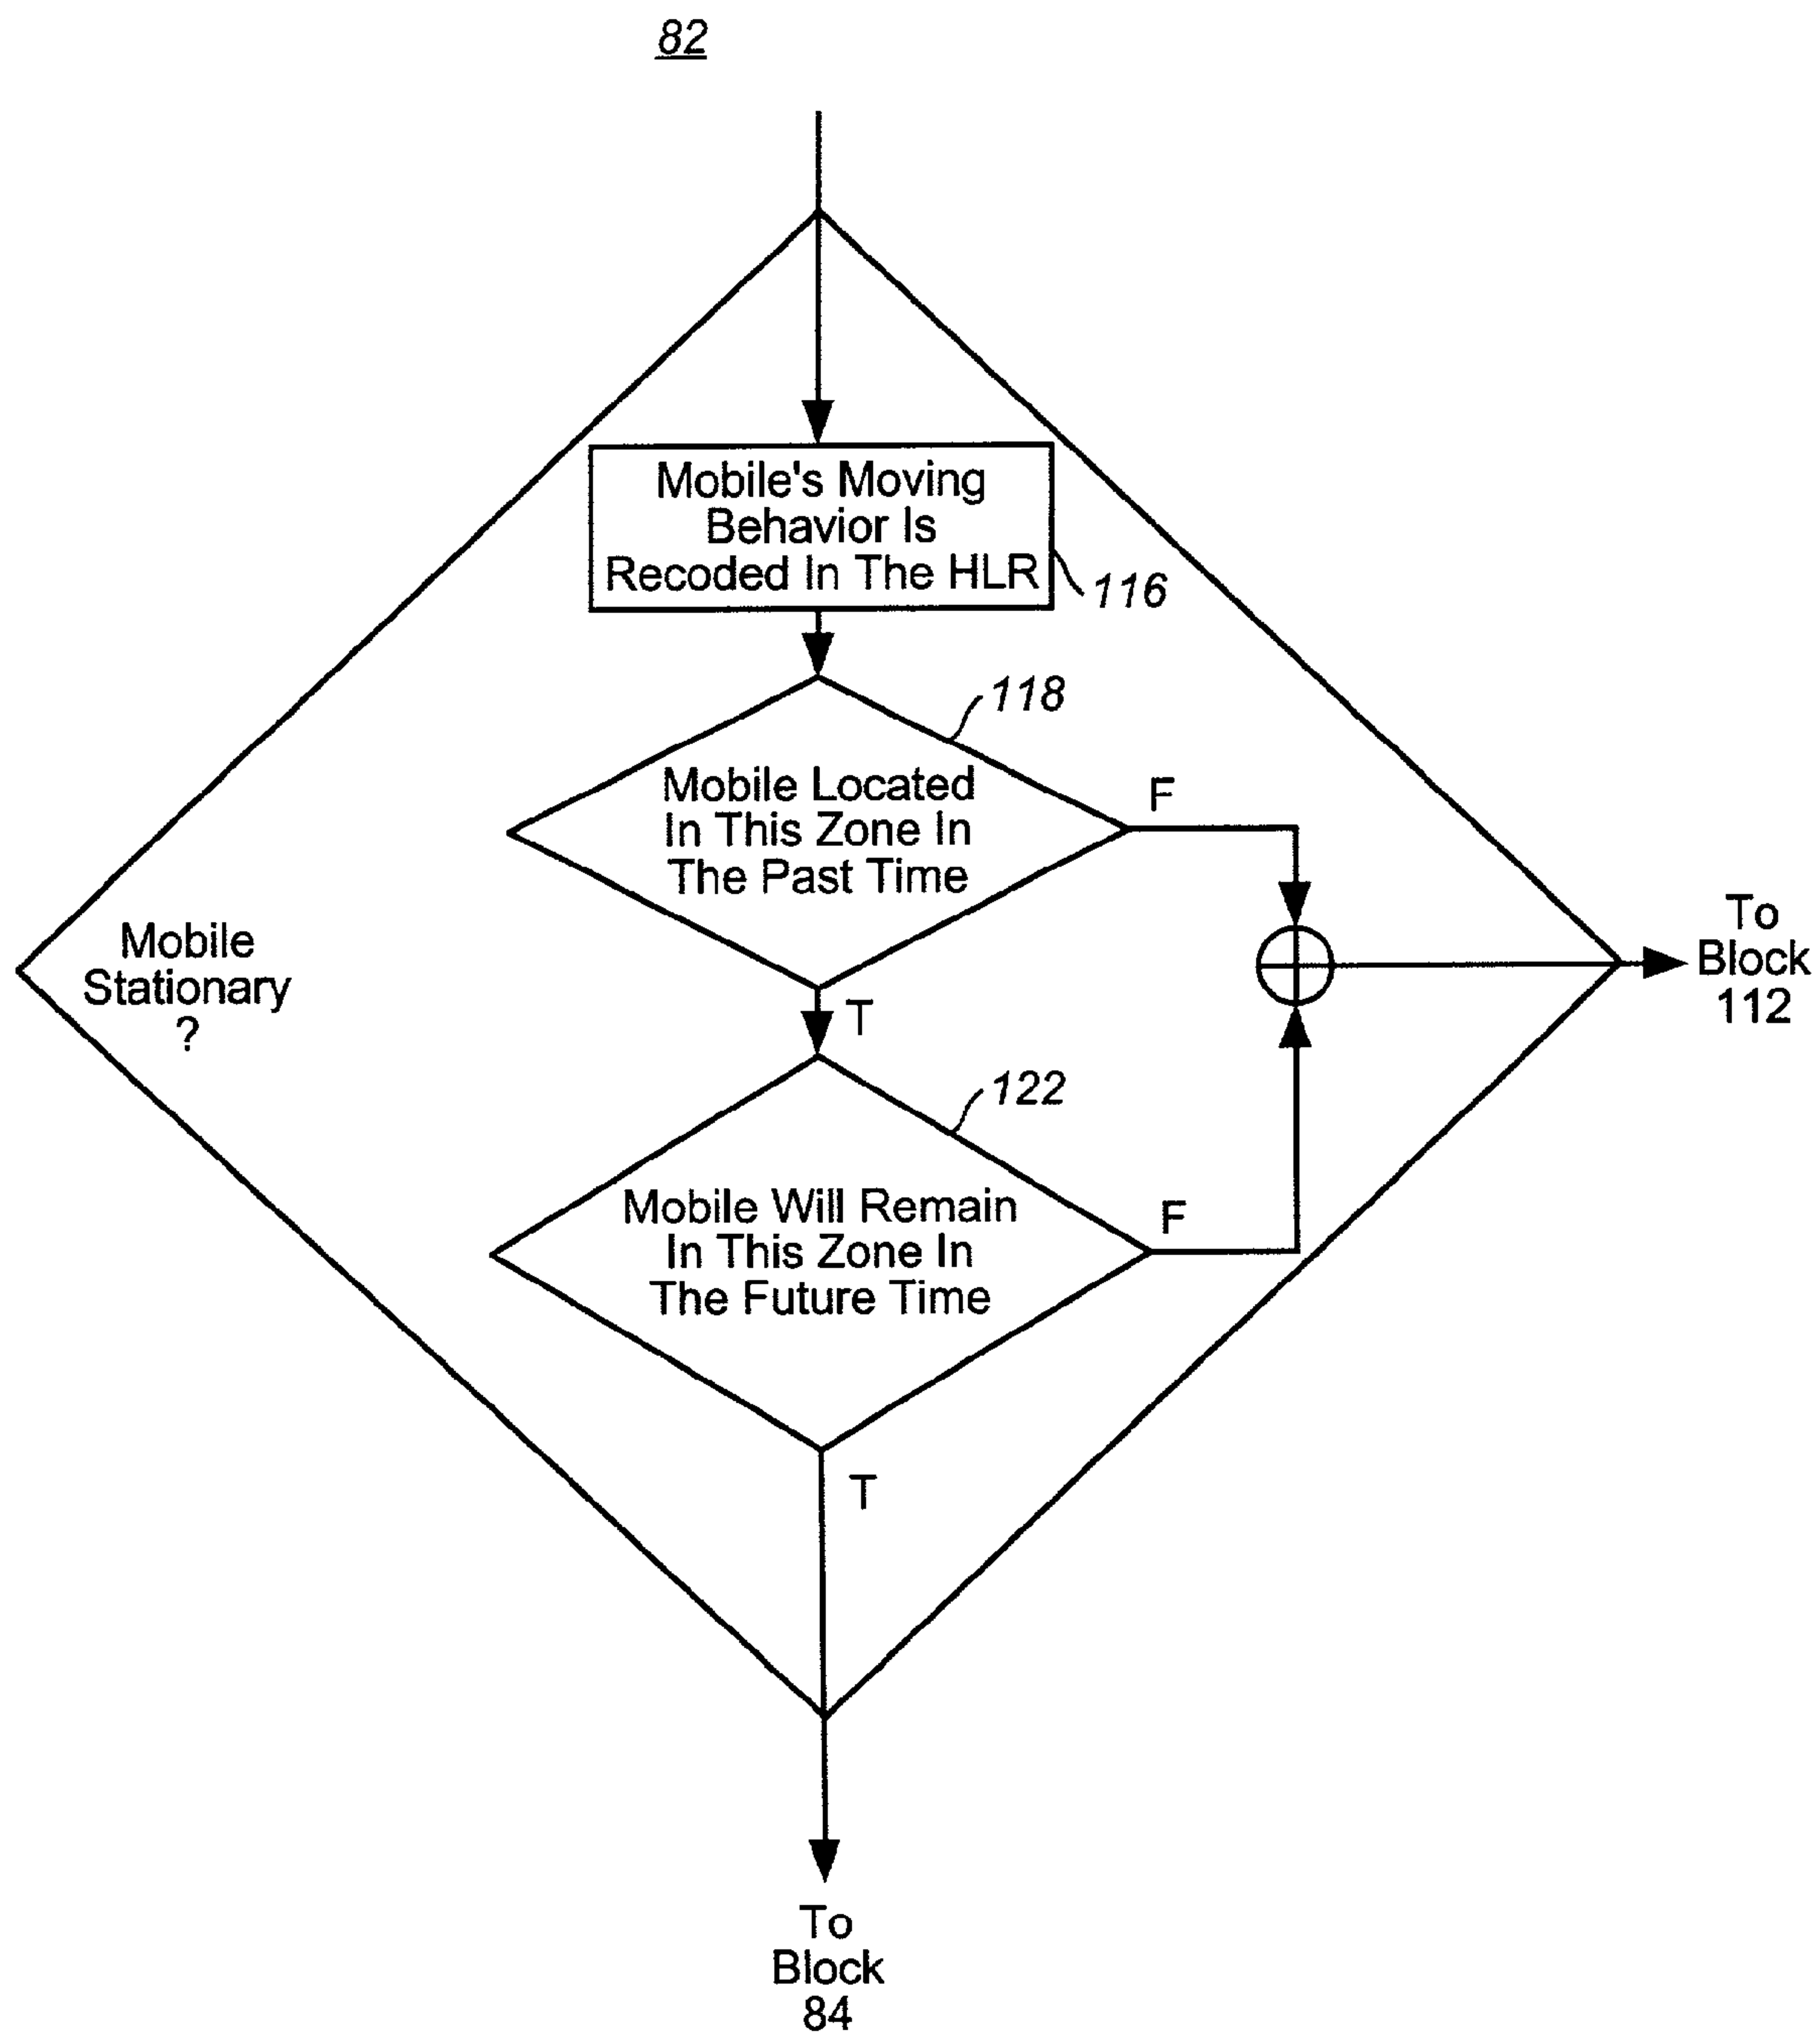 82
Mobile's Moving
Behavior Is
Recoded In The HLR
116
118
Mobile Located
In This Zone In
The Past Time
F
To
Block
112
Mobile
Stationary
?
T
122
Mobile Will Remain
In This Zone In
The Future Time
F
T
To
Block
84